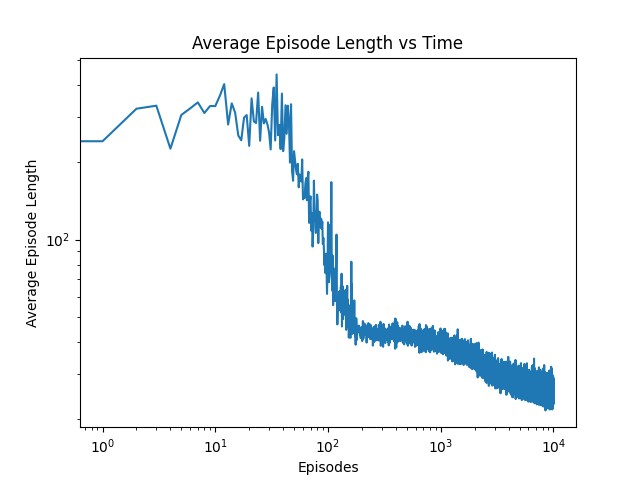 Average Episode Length vs Time
Average Episode Length
10²
10⁰ 10¹ 10² 10³ 10⁴
Episodes